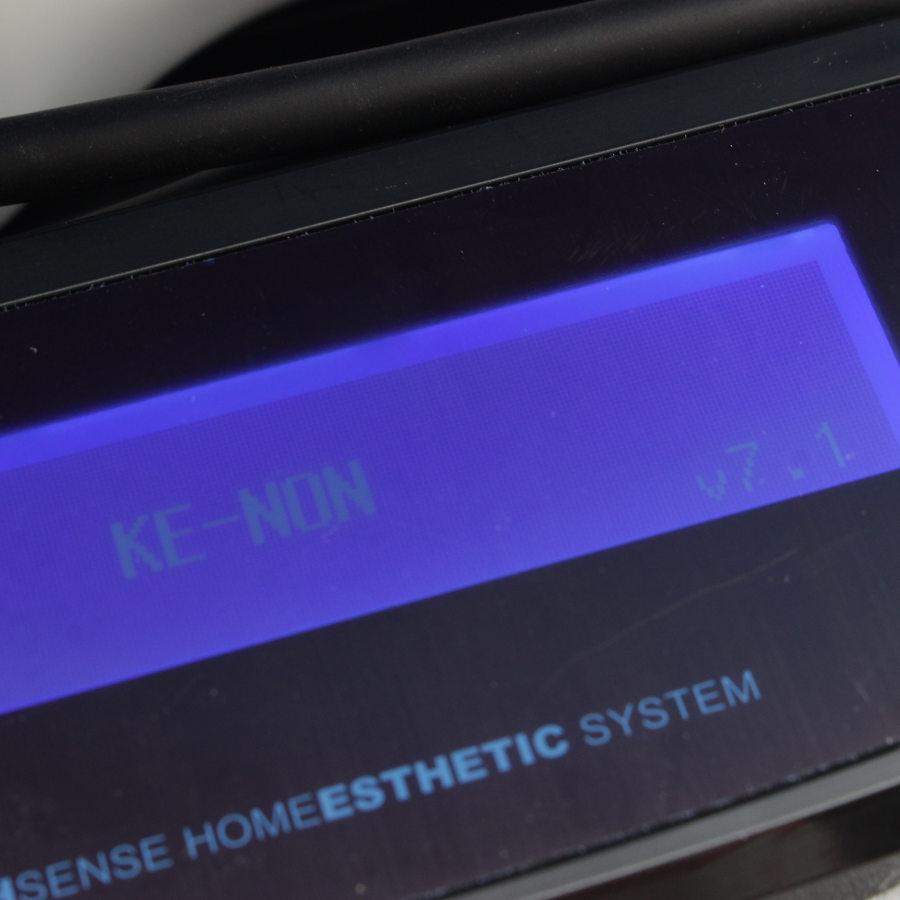 KE-NON v7.1
SENSE HOMEESTHETIC SYSTEM